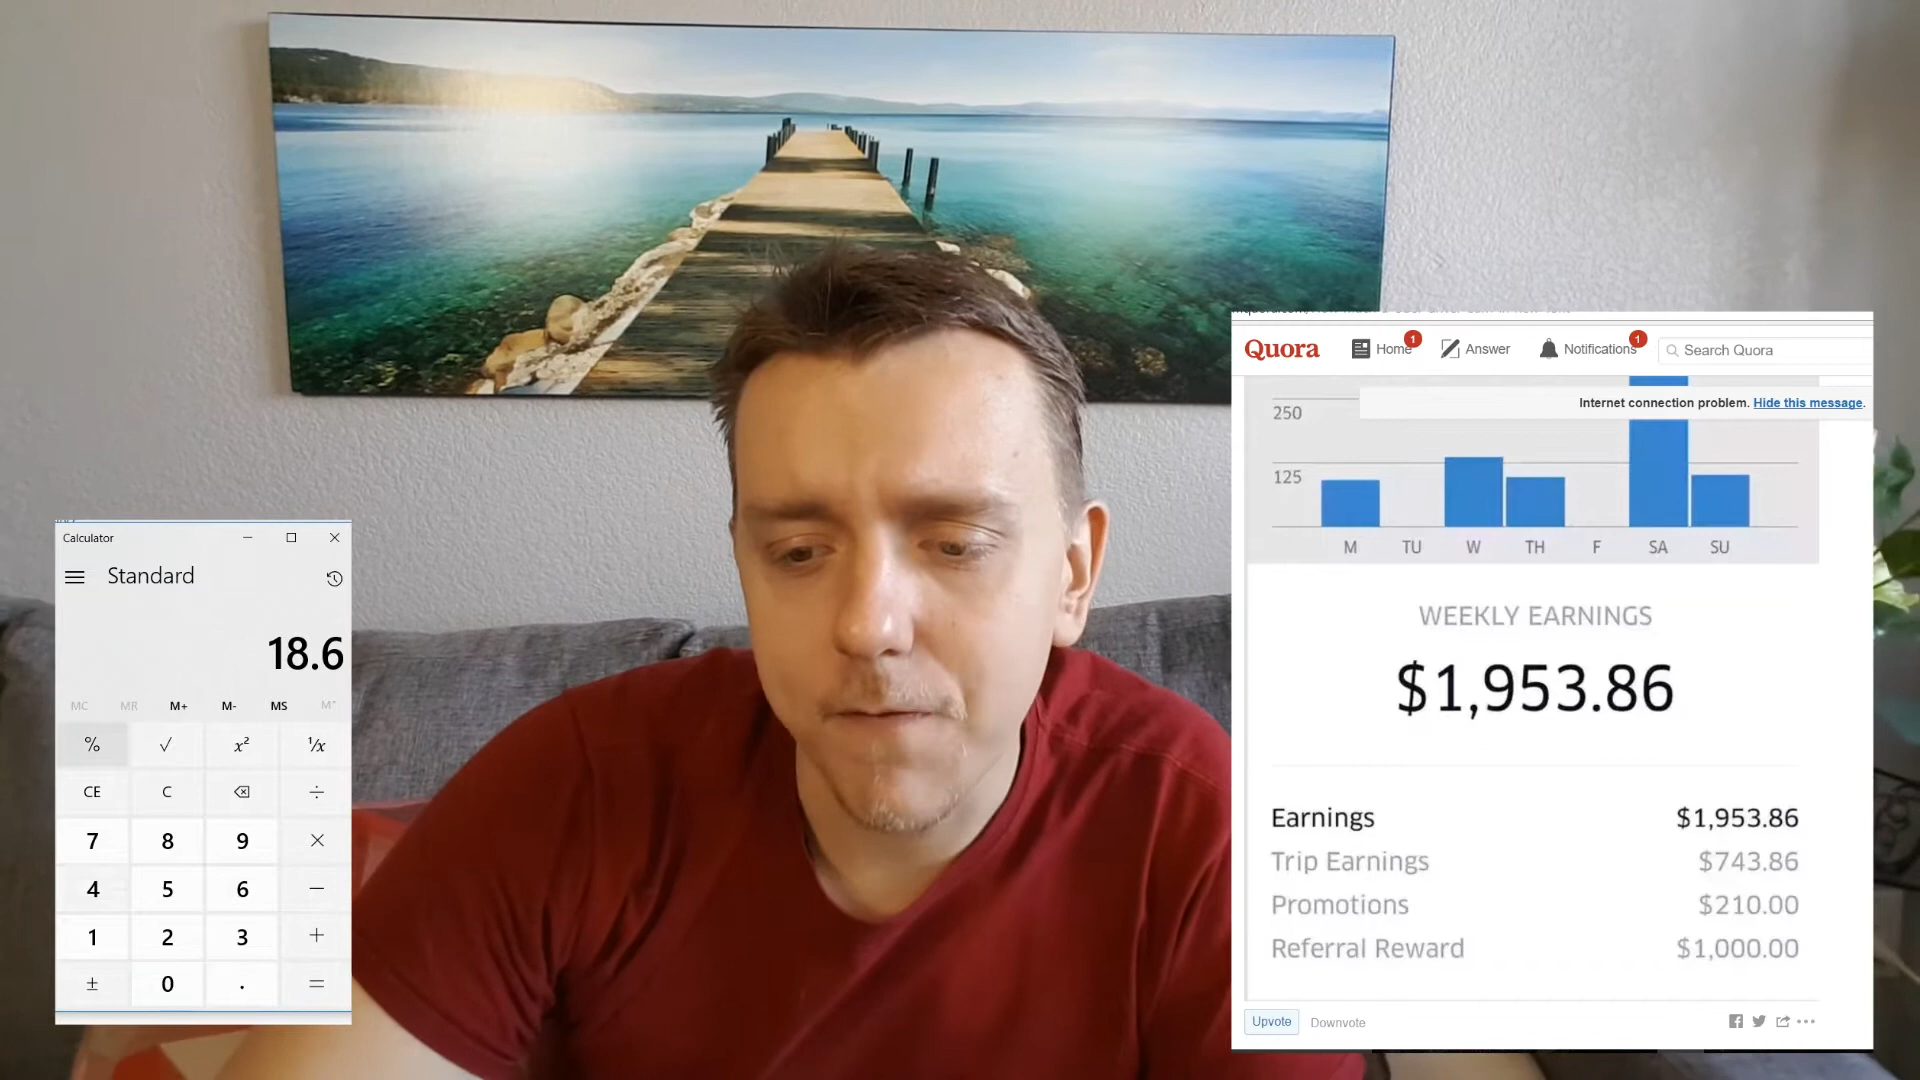 Calculator
Standard
18.6
MC MR M+ M- MS M˅
% √ x² ¹/x
CE C ÷
7 8 9 ×
4 5 6 −
1 2 3 +
± 0 . =
Quora Home 1 Answer Notifications 1 Search Quora
Internet connection problem. Hide this message.
250
125
M TU W TH F SA SU
WEEKLY EARNINGS
$1,953.86
Earnings $1,953.86
Trip Earnings $743.86
Promotions $210.00
Referral Reward $1,000.00
Upvote Downvote